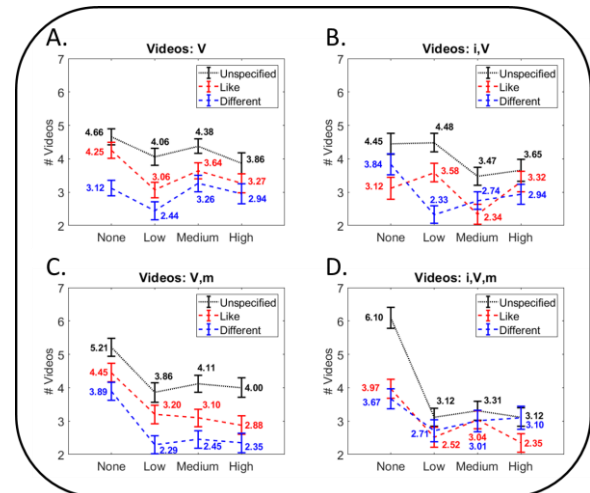 A.
Videos: V
# Videos
7
6
5
4
3
2
Unspecified
Like
Different
4.66
4.06
4.38
3.86
4.25
3.06
3.64
3.27
3.12
2.44
3.26
2.94
None Low Medium High
B.
Videos: i,V
# Videos
7
6
5
4
3
2
Unspecified
Like
Different
4.45
4.48
3.47
3.65
3.84
3.58
2.74
3.32
3.12
2.33
2.34
2.94
None Low Medium High
C.
Videos: V,m
# Videos
7
6
5
4
3
2
Unspecified
Like
Different
5.21
3.86
4.11
4.00
4.45
3.20
3.10
2.88
3.89
2.29
2.45
2.35
None Low Medium High
D.
Videos: i,V,m
# Videos
7
6
5
4
3
2
Unspecified
Like
Different
6.10
3.12
3.31
3.12
3.97
2.71
3.04
3.10
3.67
2.52
3.01
2.35
None Low Medium High